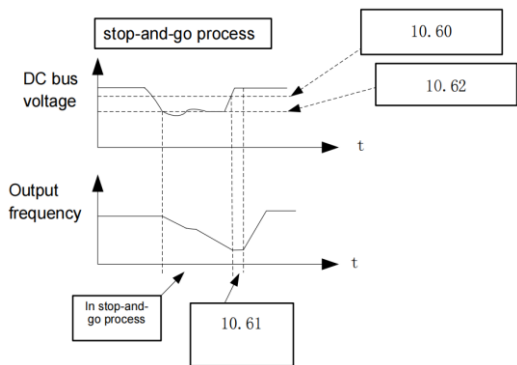 stop-and-go process
10.60
DC bus
voltage
10.62
t
Output
frequency
t
In stop-and-
go process
10.61